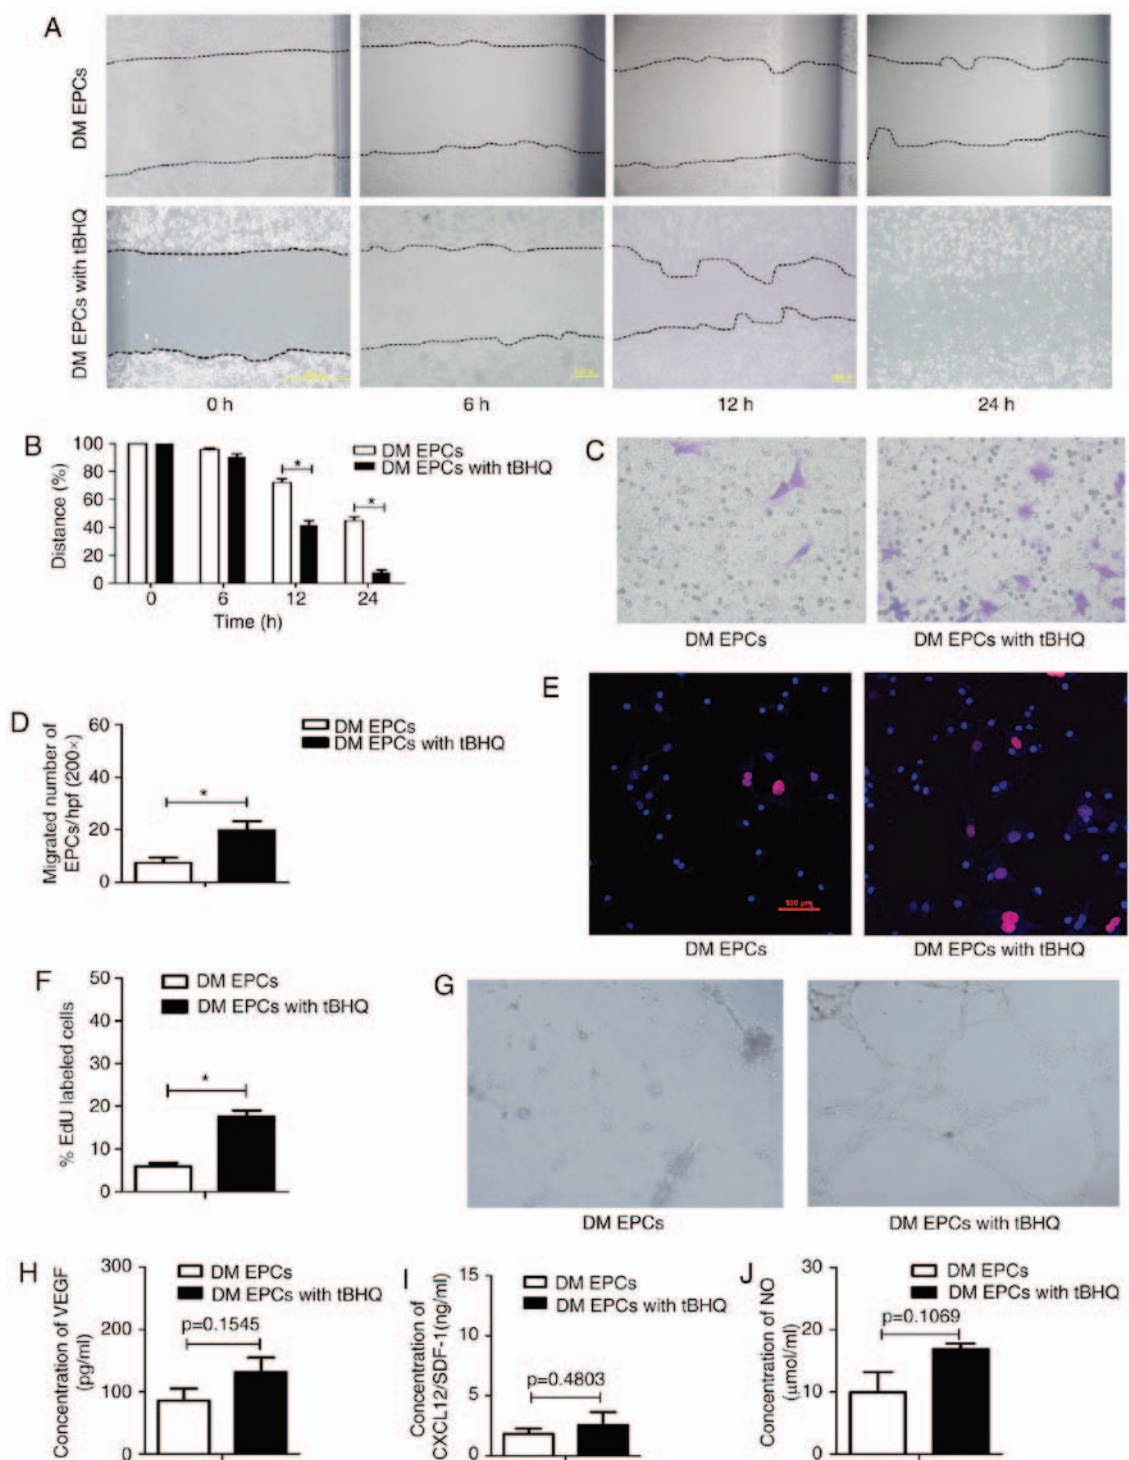 A
DM EPCs
DM EPCs with tBHQ
0 h
6 h
12 h
24 h
B
Distance (%)
100
80
60
40
20
0
0
6
12
24
Time (h)
DM EPCs
DM EPCs with tBHQ
*
*
C
DM EPCs
DM EPCs with tBHQ
D
Migrated number of
EPCs/hpf (200×)
60
40
20
0
*
DM EPCs
DM EPCs with tBHQ
E
100 μm
DM EPCs
DM EPCs with tBHQ
F
% EdU labeled cells
50
40
30
20
10
0
*
DM EPCs
DM EPCs with tBHQ
G
DM EPCs
DM EPCs with tBHQ
H
Concentration of VEGF
(pg/ml)
300
200
100
0
DM EPCs
DM EPCs with tBHQ
p=0.1545
I
Concentration of
CXCL12/SDF-1(ng/ml)
15
10
5
0
DM EPCs
DM EPCs with tBHQ
p=0.4803
J
Concentration of NO
(μmol/ml)
30
20
10
0
DM EPCs
DM EPCs with tBHQ
p=0.1069